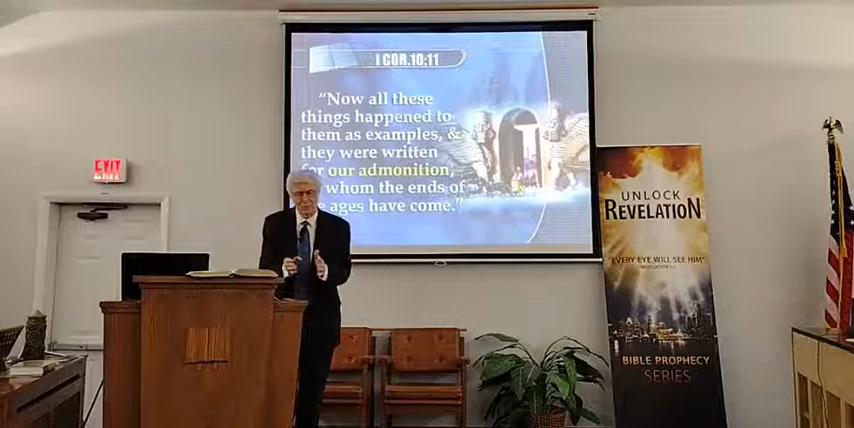 I COR.10:11
"Now all these
things happened to
them as examples, &
they were written
for our admonition,
whom the ends of
ages have come."
EXIT
UNLOCK
REVELATION
"EVERY EYE WILL SEE HIM"
BIBLE PROPHECY
SERIES